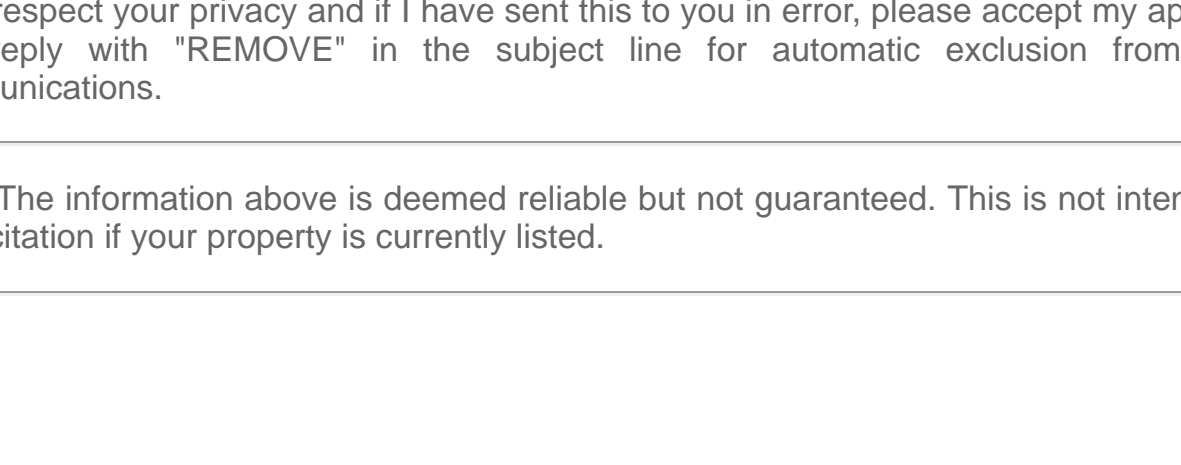 respect your privacy and if I have sent this to you in error, please accept my ap
eply with "REMOVE" in the subject line for automatic exclusion from
unications.
The information above is deemed reliable but not guaranteed. This is not inter
citation if your property is currently listed.